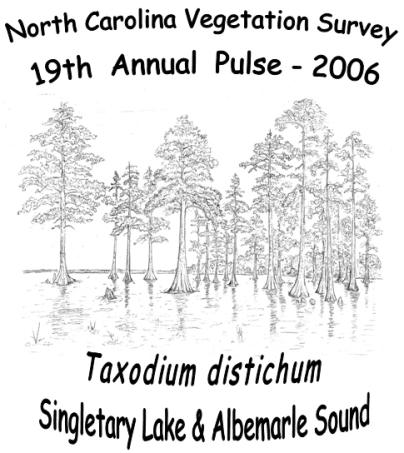 North Carolina Vegetation Survey
19th Annual Pulse - 2006
Taxodium distichum
Singletary Lake & Albemarle Sound